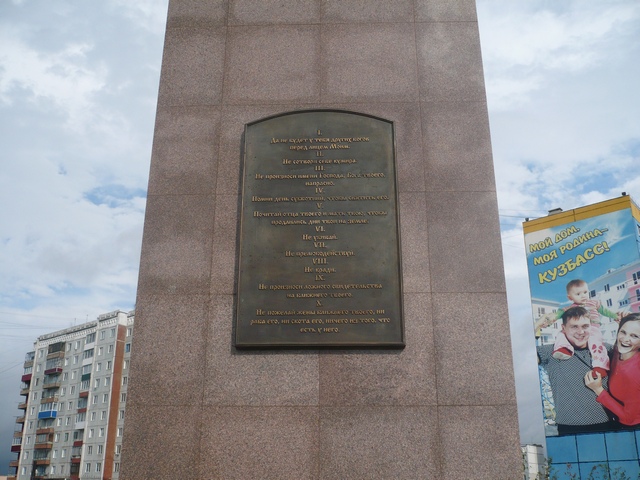 I.
Да не будет у тебя других богов
перед лицем Моим.
II.
Не сотвори себе кумира
III.
Не произноси имени Господа, Бога твоего,
напрасно.
IV.
Помни день субботний, чтобы святить его.
V.
Почитай отца твоего и мать твою, чтобы
продлились дни твои на земле.
VI.
Не убивай.
VII.
Не прелюбодействуй
VIII.
Не кради.
IX.
Не произноси ложного свидетельства
на ближнего твоего.
X.
Не пожелай жены ближнего твоего, ни
раба его, ни скота его, ничего из того, что
есть у него.
МОЙ ДОМ,
МОЯ РОДИНА–
КУЗБАСС!